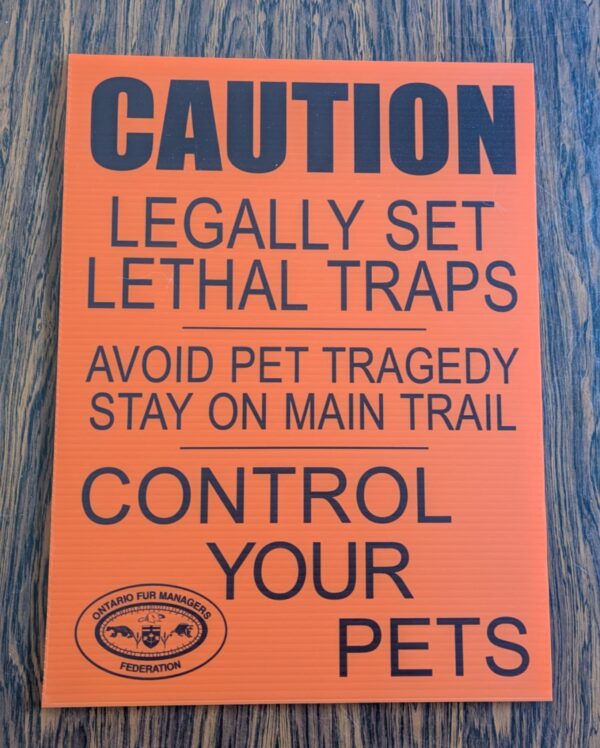 CAUTION
LEGALLY SET
LETHAL TRAPS
AVOID PET TRAGEDY
STAY ON MAIN TRAIL
CONTROL
YOUR
PETS
ONTARIO FUR MANAGERS
FEDERATION